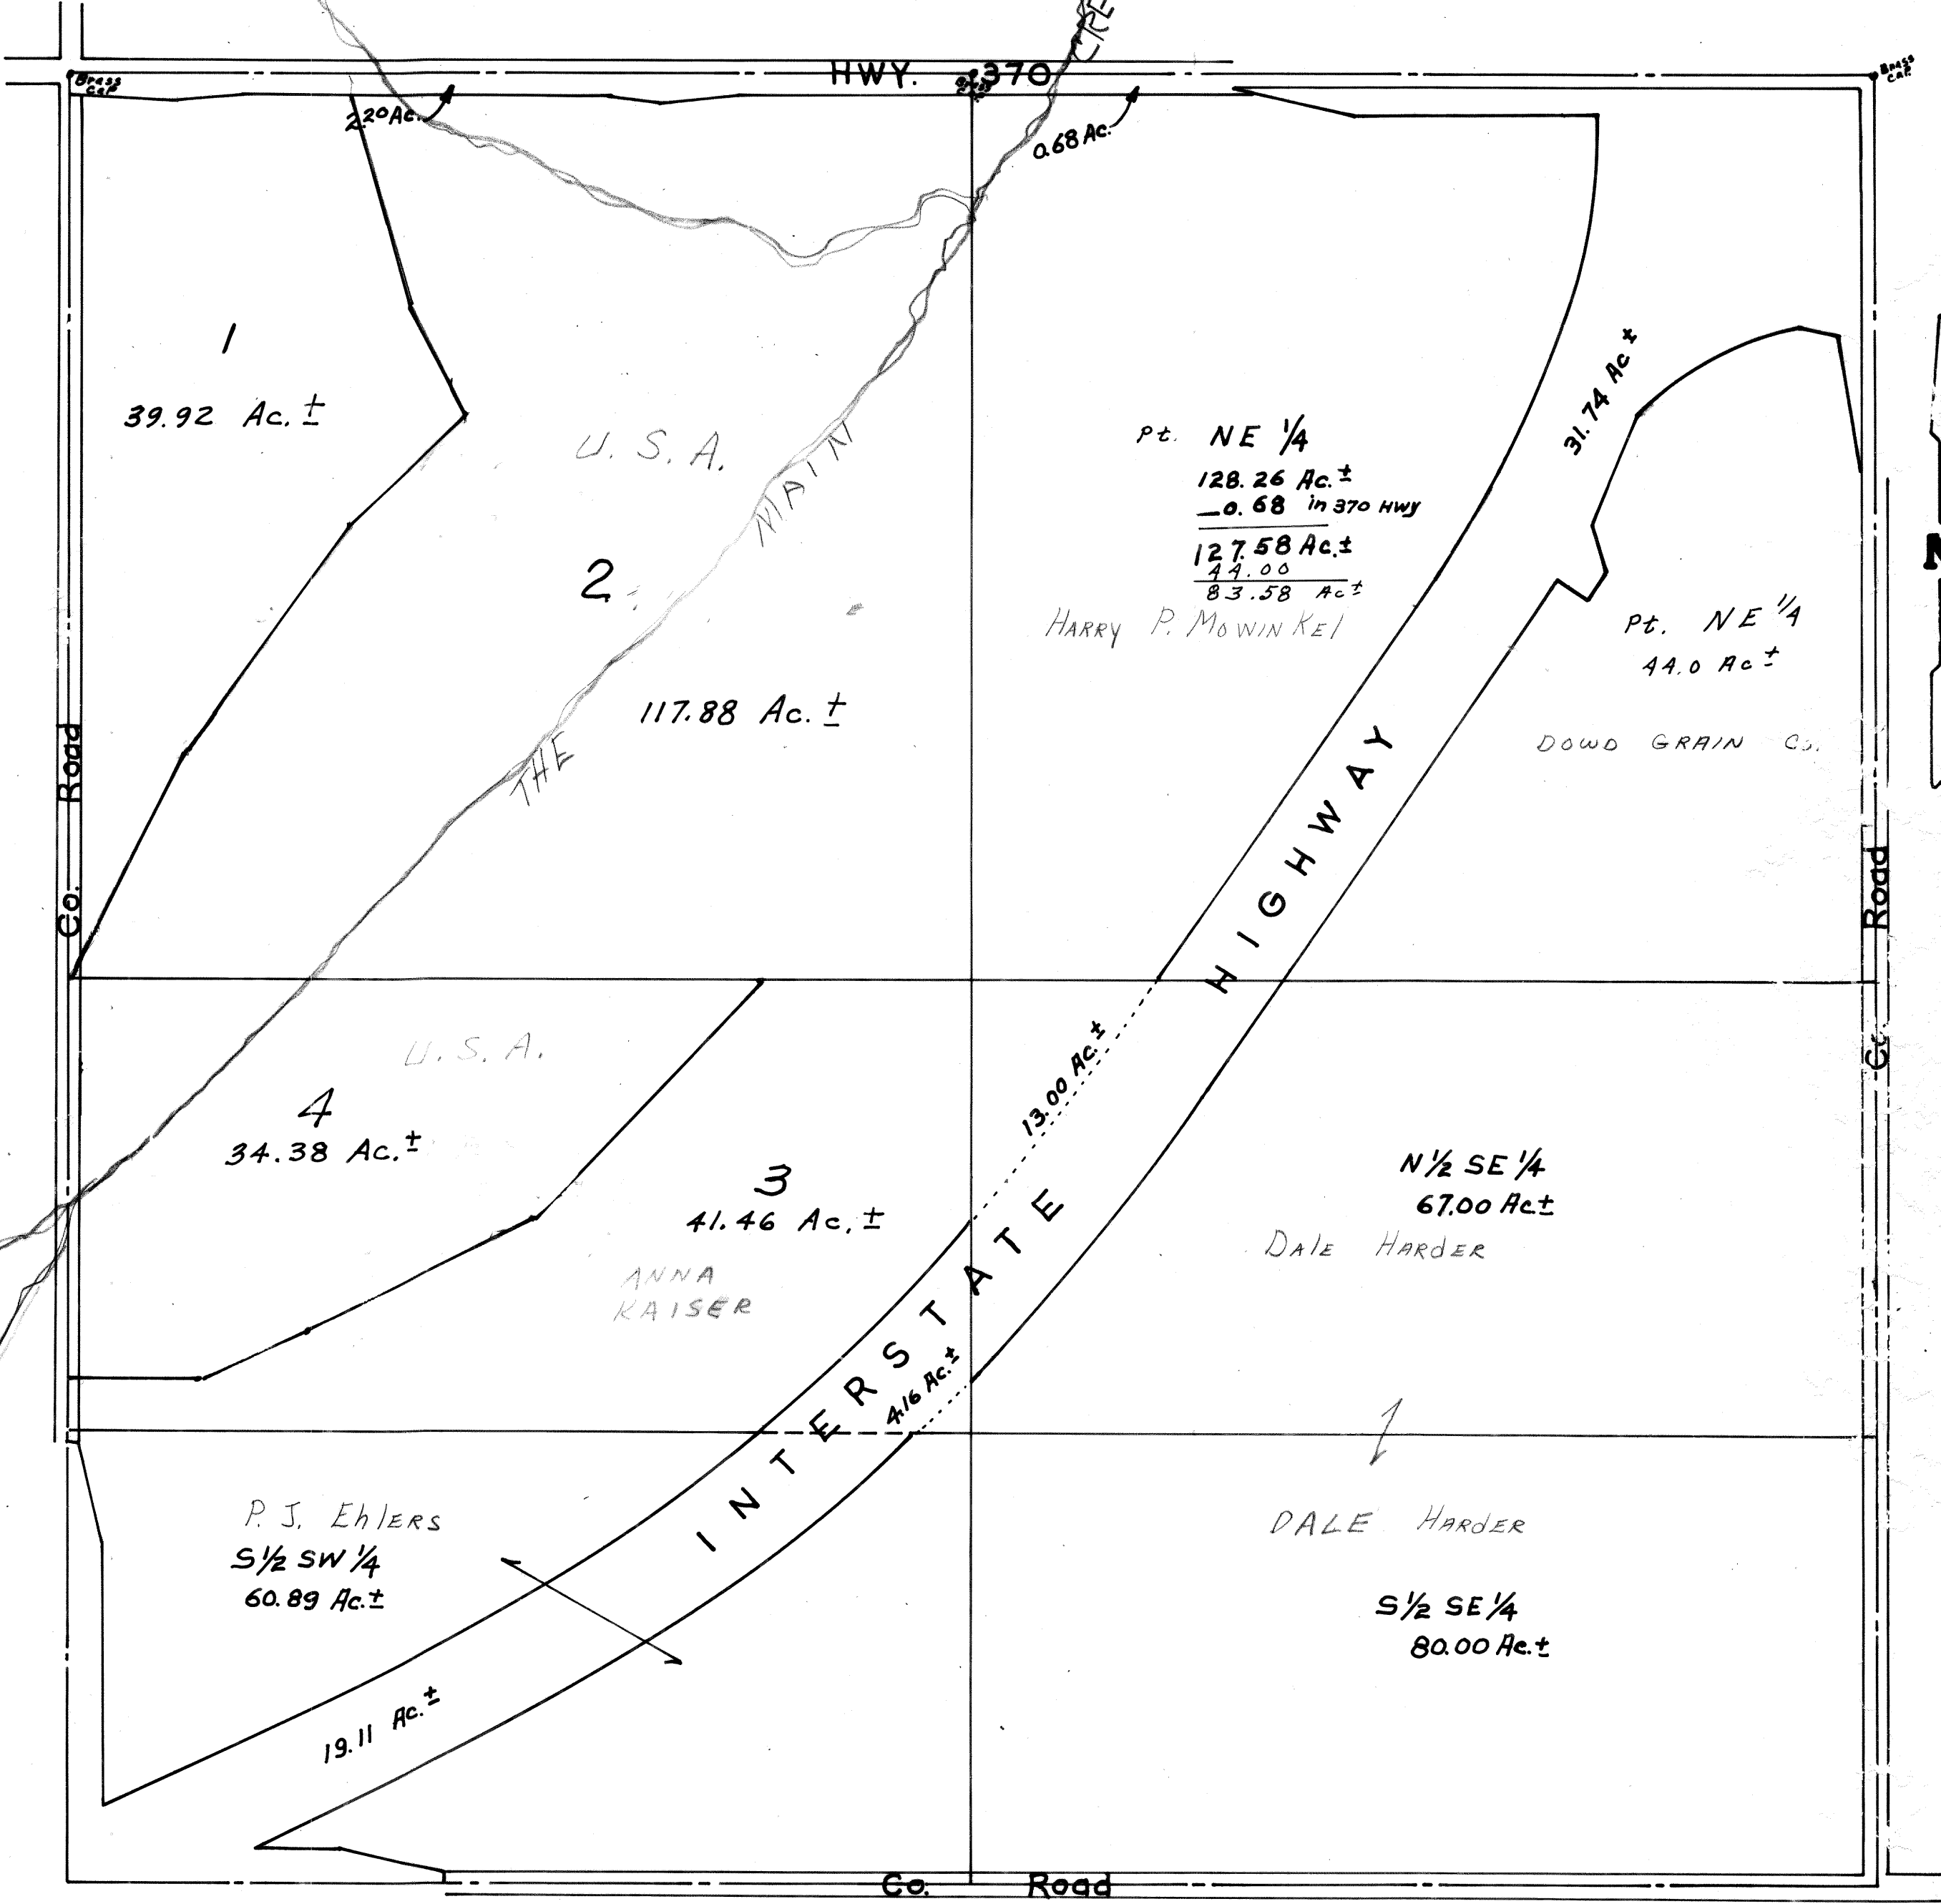 CRE
HWY. 370
Brass
Cap
Brass
Cap.
2.20 Ac.
0.68 Ac.
1
39.92 Ac. ±
U. S. A.
2
117.88 Ac. ±
THE MAIN
Pt. NE 1/4
128.26 Ac. ±
-0.68 in 370 HWY
127.58 Ac. ±
44.00
83.58 Ac ±
HARRY P. MOWINKEl
31.74 Ac ±
Pt. NE 1/4
44.0 Ac ±
DOWD GRAIN Co.
N
Co. Road
Co. Road
INTERSTATE HIGHWAY
U. S. A.
4
34.38 Ac. ±
3
41.46 Ac. ±
ANNA
KAISER
13.00 Ac. ±
4.16 Ac. ±
N 1/2 SE 1/4
67.00 Ac ±
DAlE HARdER
P. J. EhlERS
S 1/2 SW 1/4
60.89 Ac. ±
19.11 Ac. ±
DALE HARdER
S 1/2 SE 1/4
80.00 Ac. ±
Co. Road